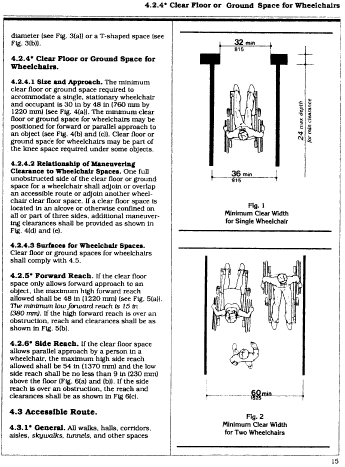 4.2.4* Clear Floor or Ground Space for Wheelchairs
diameter (see Fig. 3(a)) or a T-shaped space (see
Fig. 3(b)).
4.2.4* Clear Floor or Ground Space for
Wheelchairs.
4.2.4.1 Size and Approach. The minimum
clear floor or ground space required to
accommodate a single, stationary wheelchair
and occupant is 30 in by 48 in (760 mm by
1220 mm) (see Fig. 4(a)). The minimum clear
floor or ground space for wheelchairs may be
positioned for forward or parallel approach to
an object (see Fig. 4(b) and (c)). Clear floor or
ground space for wheelchairs may be part of
the knee space required under some objects.
4.2.4.2 Relationship of Maneuvering
Clearance to Wheelchair Spaces. One full
unobstructed side of the clear floor or ground
space for a wheelchair shall adjoin or overlap
an accessible route or adjoin another wheel-
chair clear floor space. If a clear floor space is
located in an alcove or otherwise confined on
all or part of three sides, additional maneuver-
ing clearances shall be provided as shown in
Fig. 4(d) and (e).
4.2.4.3 Surfaces for Wheelchair Spaces.
Clear floor or ground spaces for wheelchairs
shall comply with 4.5.
4.2.5* Forward Reach. If the clear floor
space only allows forward approach to an
object, the maximum high forward reach
allowed shall be 48 in (1220 mm) (see Fig. 5(a)).
The minimum low forward reach is 15 in
(380 mm). If the high forward reach is over an
obstruction, reach and clearances shall be as
shown in Fig. 5(b).
4.2.6* Side Reach. If the clear floor space
allows parallel approach by a person in a
wheelchair, the maximum high side reach
allowed shall be 54 in (1370 mm) and the low
side reach shall be no less than 9 in (230 mm)
above the floor (Fig. 6(a) and (b)). If the side
reach is over an obstruction, the reach and
clearances shall be as shown in Fig 6(c).
4.3 Accessible Route.
4.3.1* General. All walks, halls, corridors,
aisles, skywalks, tunnels, and other spaces
32 min
815
24 max depth
for min clearance
36 min
915
Fig. 1
Minimum Clear Width
for Single Wheelchair
60 min
1525
Fig. 2
Minimum Clear Width
for Two Wheelchairs
15